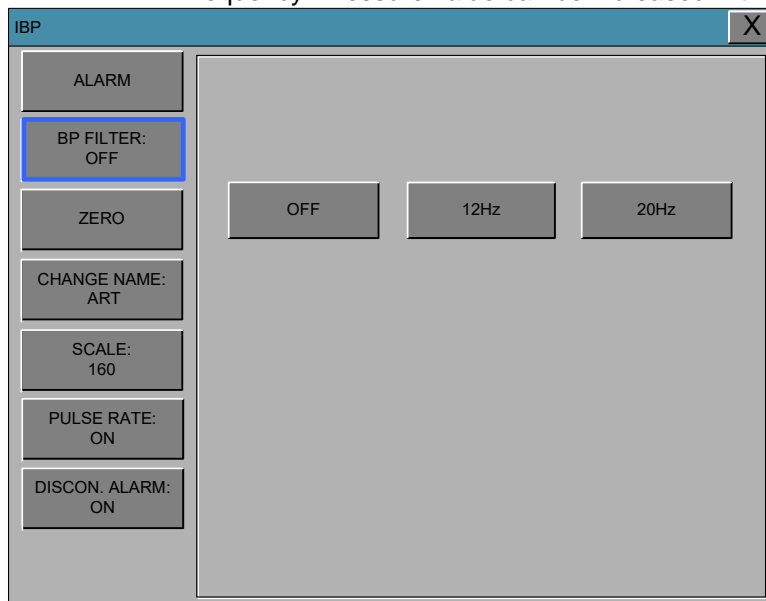 IBP
X
ALARM
BP FILTER:
OFF
ZERO
CHANGE NAME:
ART
SCALE:
160
PULSE RATE:
ON
DISCON. ALARM:
ON
OFF
12Hz
20Hz